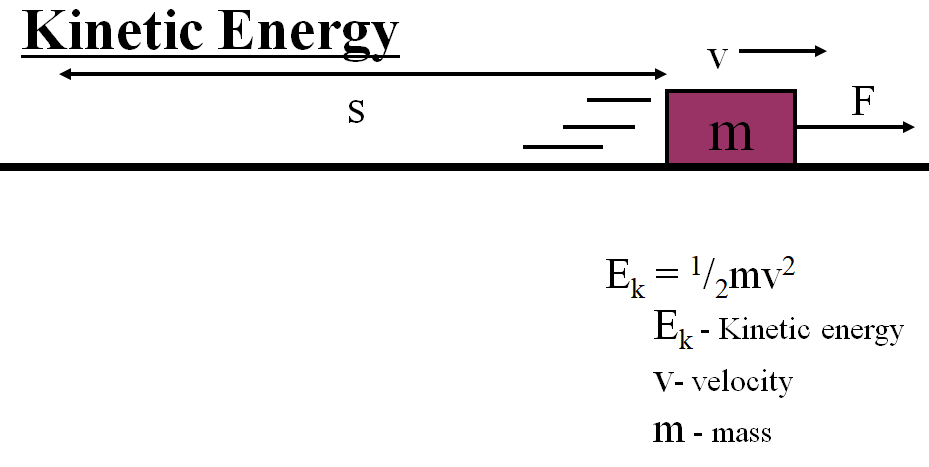 Kinetic Energy
v
s
F
m
Eₖ = ¹/₂mv²
Eₖ - Kinetic energy
v- velocity
m - mass